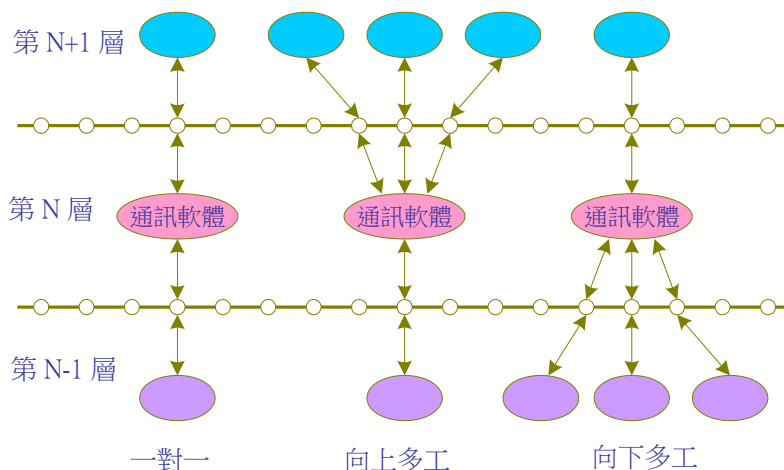 第 N+1 層
第 N 層
通訊軟體
通訊軟體
通訊軟體
第 N-1 層
一對一
向上多工
向下多工